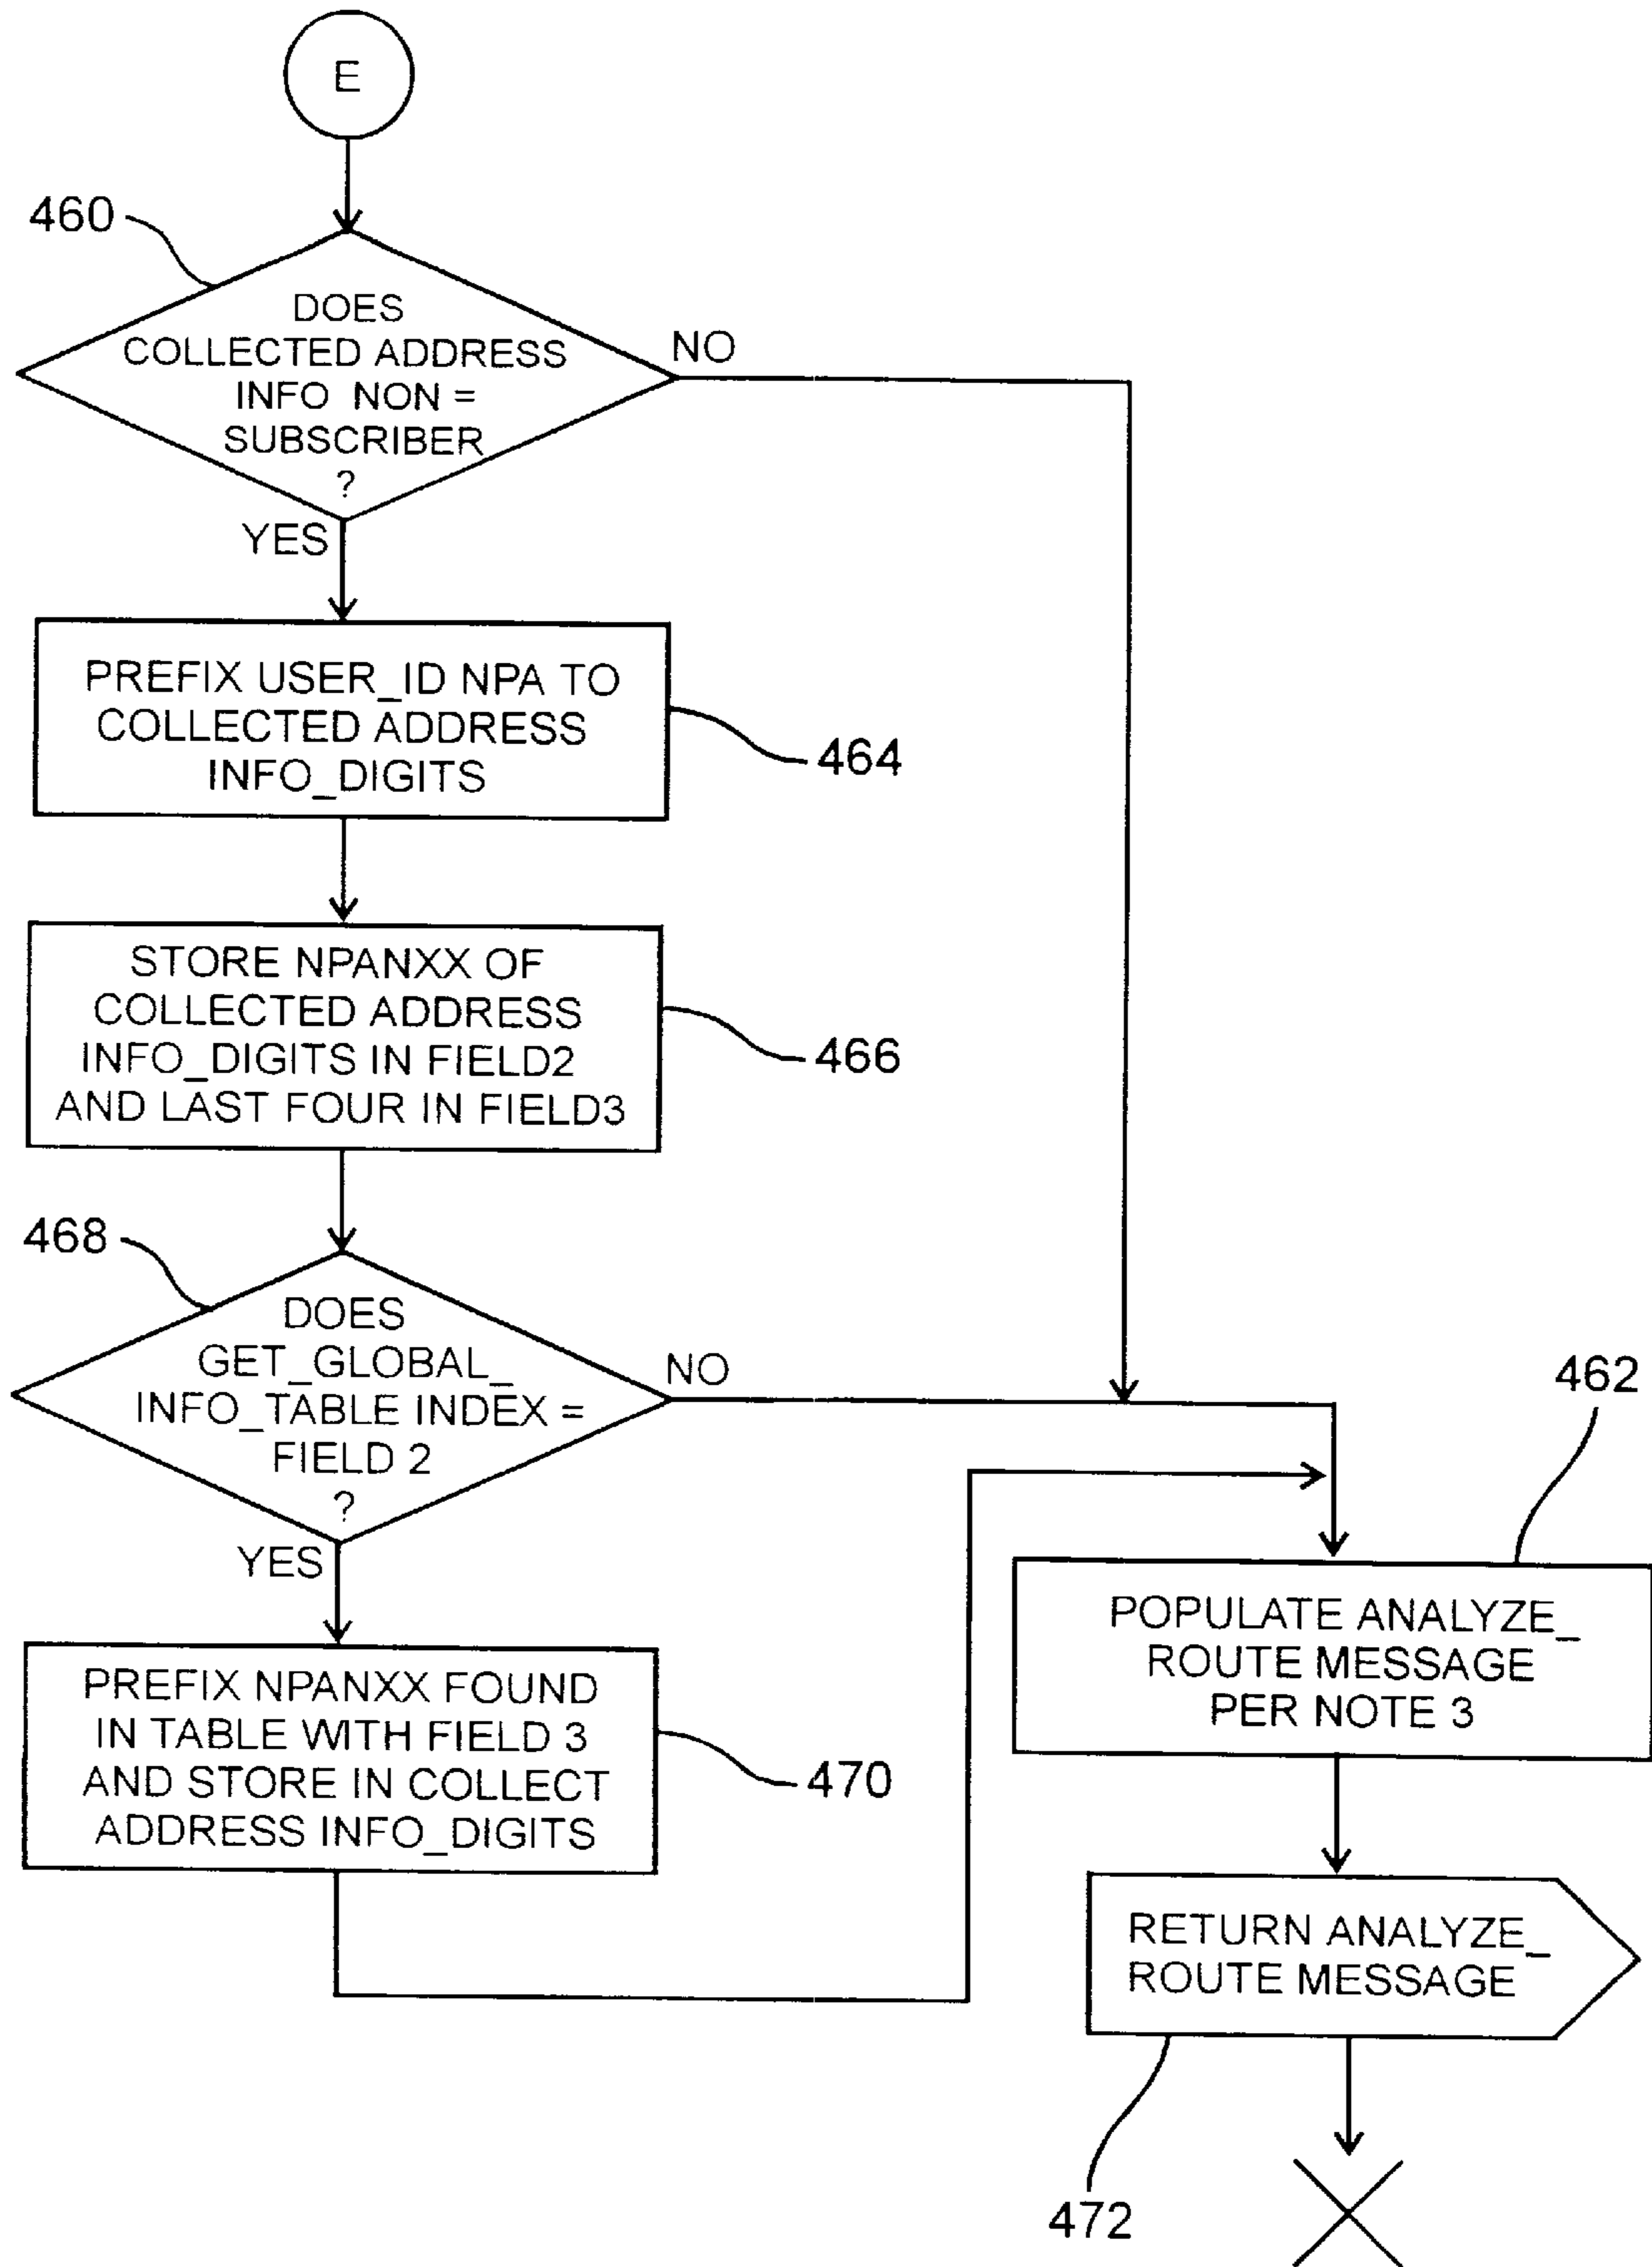 E
460
DOES
COLLECTED ADDRESS
INFO NON =
SUBSCRIBER
?
NO
YES
PREFIX USER_ID NPA TO
COLLECTED ADDRESS
INFO_DIGITS
464
STORE NPANXX OF
COLLECTED ADDRESS
INFO_DIGITS IN FIELD2
AND LAST FOUR IN FIELD3
466
468
DOES
GET_GLOBAL_
INFO_TABLE INDEX =
FIELD 2
?
NO
YES
PREFIX NPANXX FOUND
IN TABLE WITH FIELD 3
AND STORE IN COLLECT
ADDRESS INFO_DIGITS
470
462
POPULATE ANALYZE_
ROUTE MESSAGE
PER NOTE 3
RETURN ANALYZE_
ROUTE MESSAGE
472